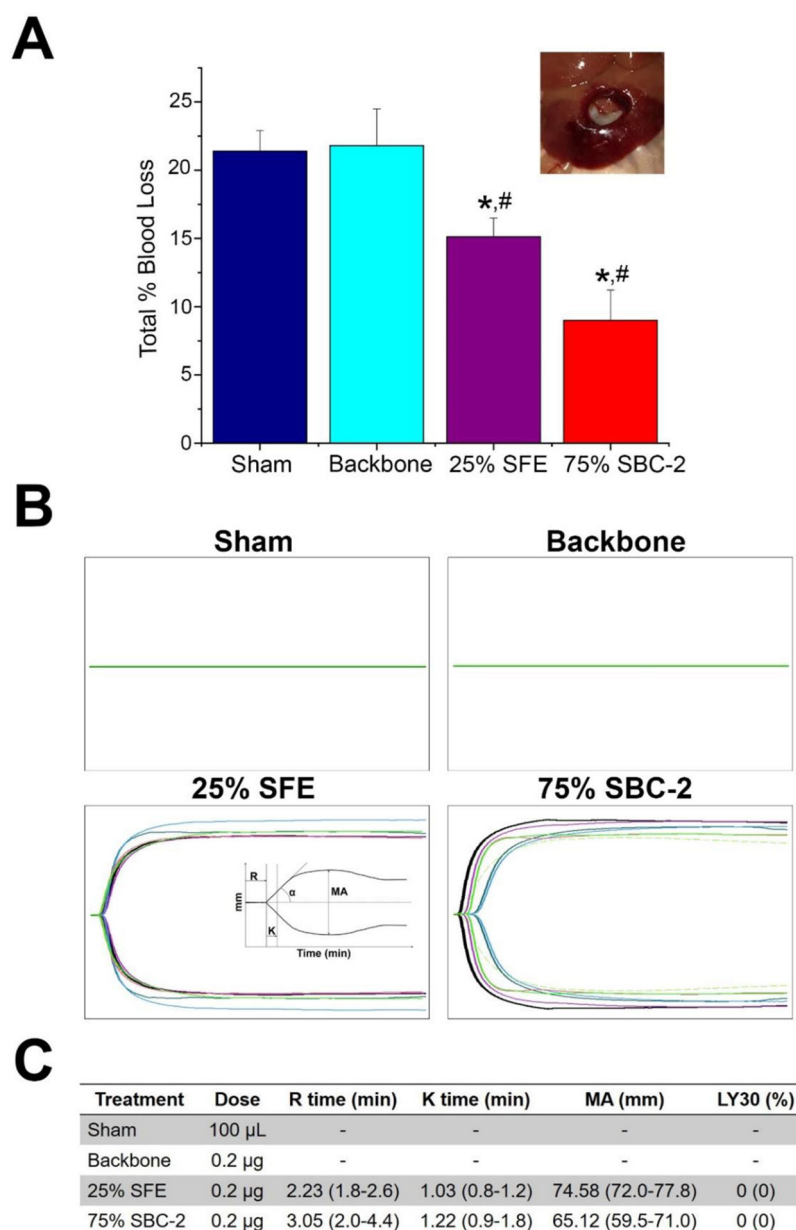 A
Total % Blood Loss
25
20
15
10
5
0
*,#
*,#
Sham Backbone 25% SFE 75% SBC-2
B
Sham Backbone
25% SFE 75% SBC-2
R
α
MA
mm
K
Time (min)
C
Treatment Dose R time (min) K time (min) MA (mm) LY30 (%)
Sham 100 µL - - - -
Backbone 0.2 µg - - - -
25% SFE 0.2 µg 2.23 (1.8-2.6) 1.03 (0.8-1.2) 74.58 (72.0-77.8) 0 (0)
75% SBC-2 0.2 µg 3.05 (2.0-4.4) 1.22 (0.9-1.8) 65.12 (59.5-71.0) 0 (0)